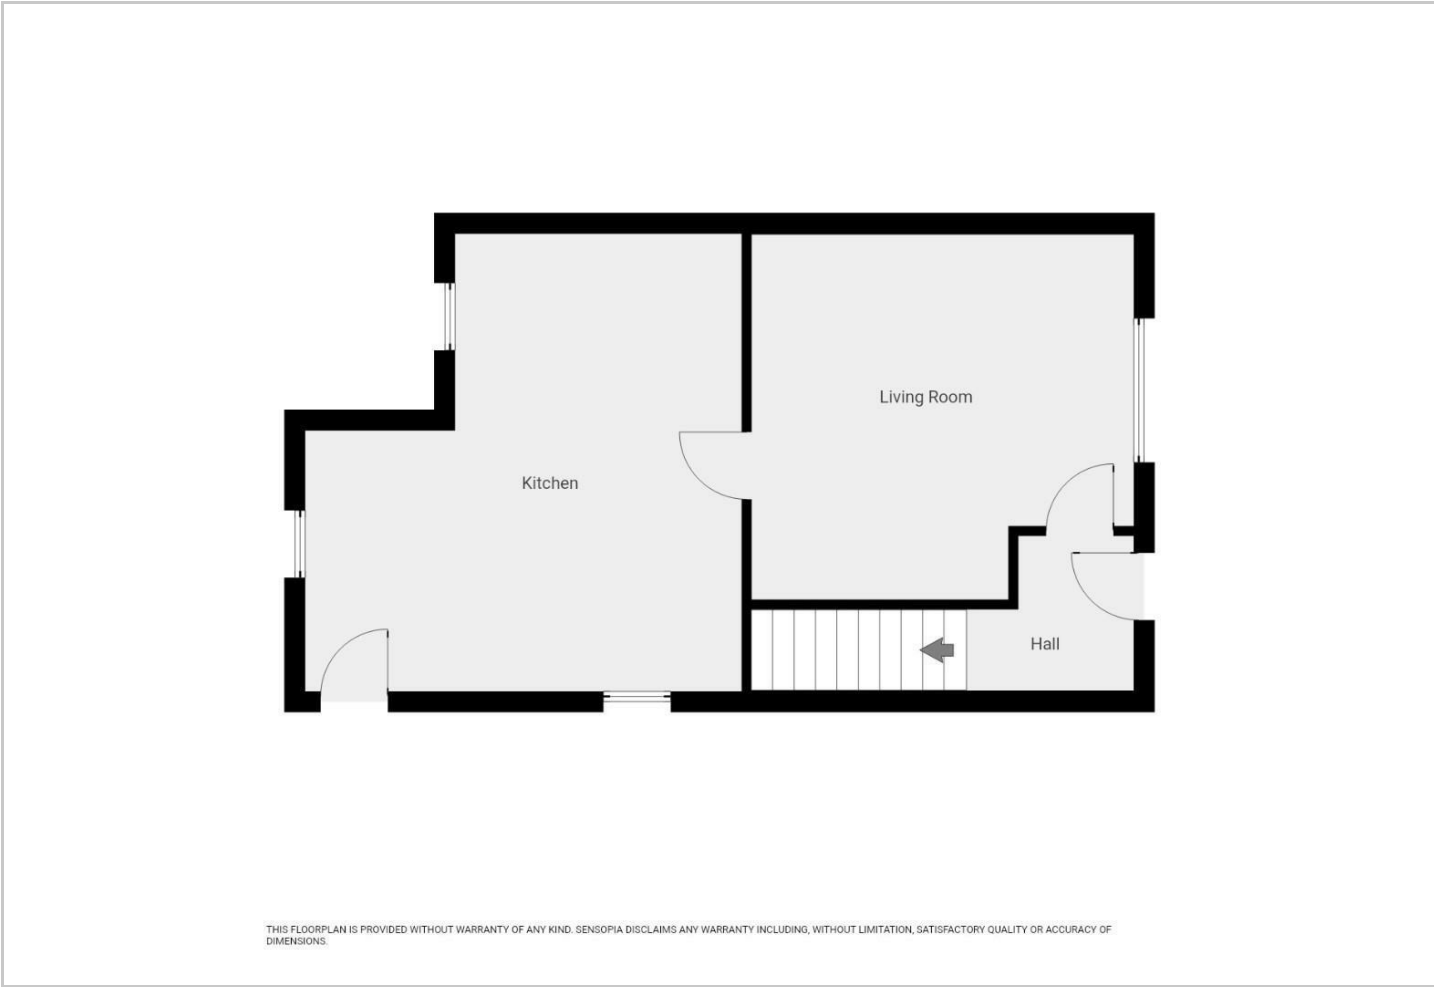 Living Room
Kitchen
Hall
THIS FLOORPLAN IS PROVIDED WITHOUT WARRANTY OF ANY KIND. SENSOPIA DISCLAIMS ANY WARRANTY INCLUDING, WITHOUT LIMITATION, SATISFACTORY QUALITY OR ACCURACY OF
DIMENSIONS.